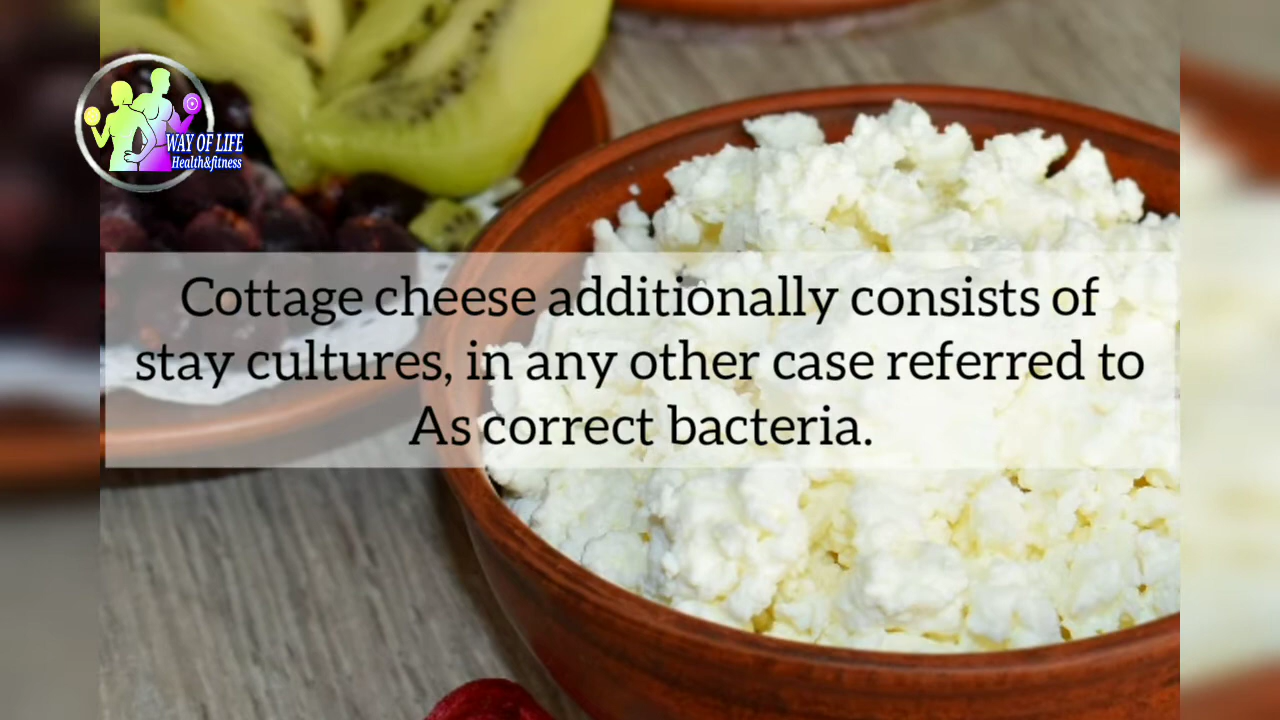 WAY OF LIFE
Health&fitness
Cottage cheese additionally consists of
stay cultures, in any other case referred to
As correct bacteria.